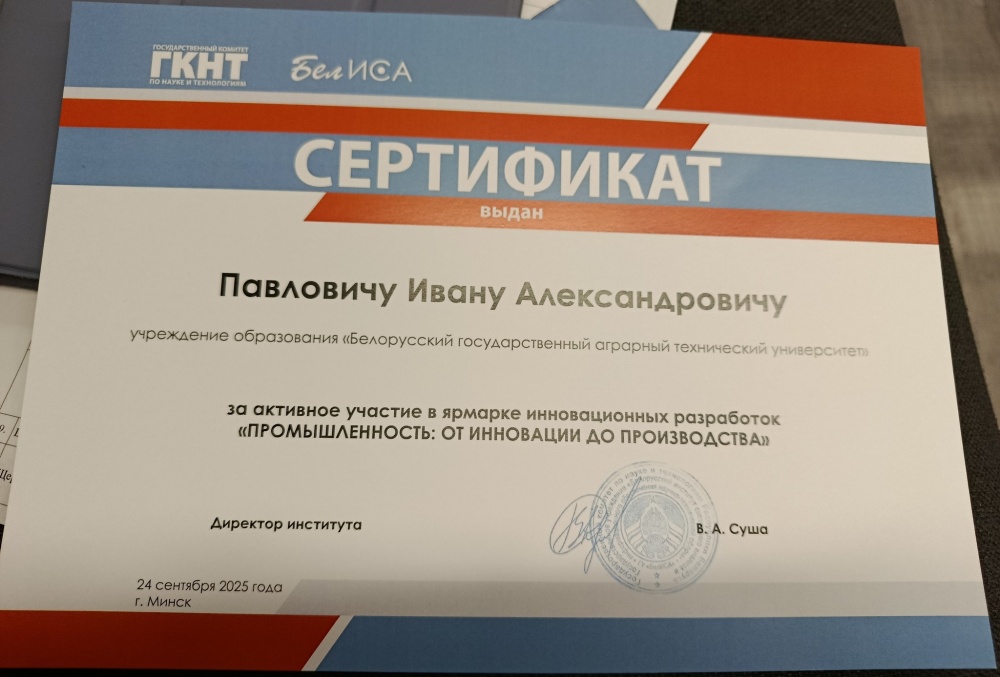 ГОСУДАРСТВЕННЫЙ КОМИТЕТ
ГКНТ
ПО НАУКЕ И ТЕХНОЛОГИЯМ
БелИСА
СЕРТИФИКАТ
выдан
Павловичу Ивану Александровичу
учреждение образования «Белорусский государственный аграрный технический университет»
за активное участие в ярмарке инновационных разработок
«ПРОМЫШЛЕННОСТЬ: ОТ ИННОВАЦИИ ДО ПРОИЗВОДСТВА»
Директор института
В. А. Суша
24 сентября 2025 года
г. Минск